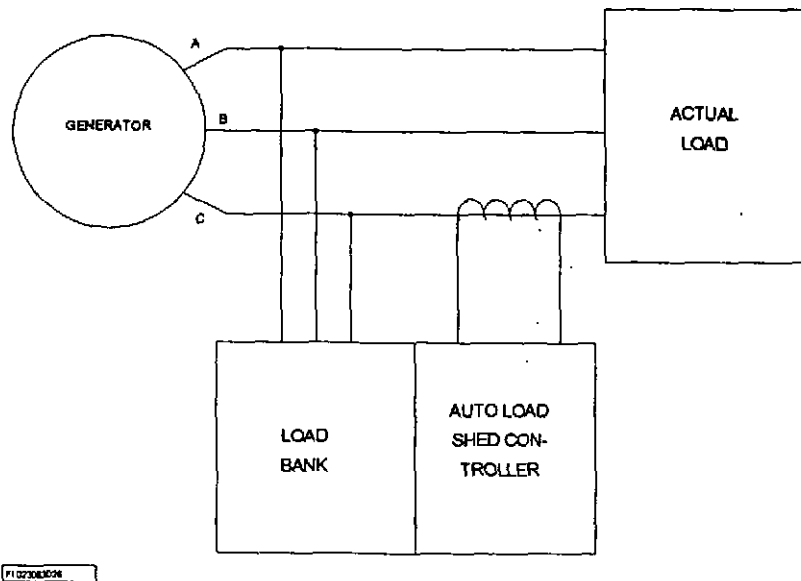 A
GENERATOR
B
C
ACTUAL
LOAD
LOAD
BANK
AUTO LOAD
SHED CON-
TROLLER